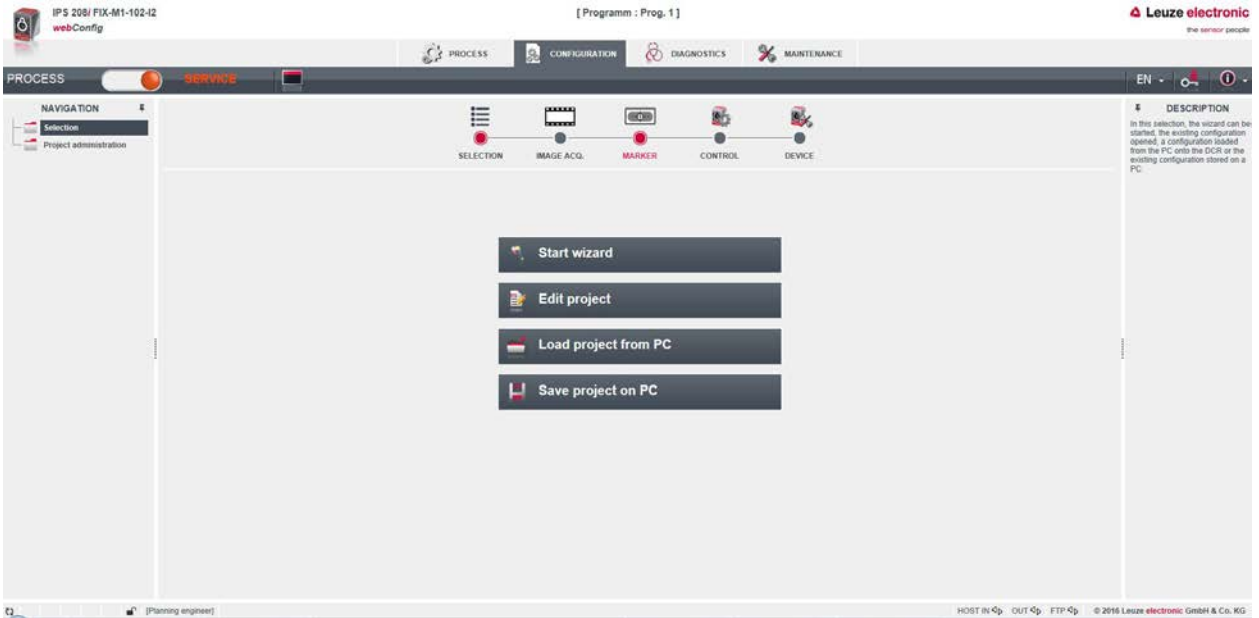 IPS 208i FIX-M1-102-I2
webConfig
[ Programm : Prog. 1 ]
Leuze electronic
the sensor people
PROCESS
CONFIGURATION
DIAGNOSTICS
MAINTENANCE
PROCESS
SERVICE
EN
NAVIGATION
Selection
Project administration
SELECTION
IMAGE ACQ.
MARKER
CONTROL
DEVICE
DESCRIPTION
In this selection, the wizard can be
started, the existing configuration
opened, a configuration loaded
from the PC onto the DCR or the
existing configuration stored on a
PC.
Start wizard
Edit project
Load project from PC
Save project on PC
[Planning engineer]
HOST IN
OUT
FTP
© 2016 Leuze electronic GmbH & Co. KG